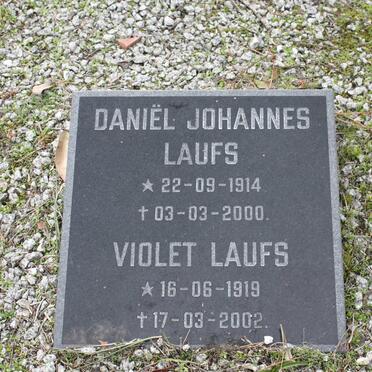 DANIËL JOHANNES
LAUFS
★ 22-09-1914
✝ 03-03-2000.
VIOLET LAUFS
★ 16-06-1919
✝ 17-03-2002.